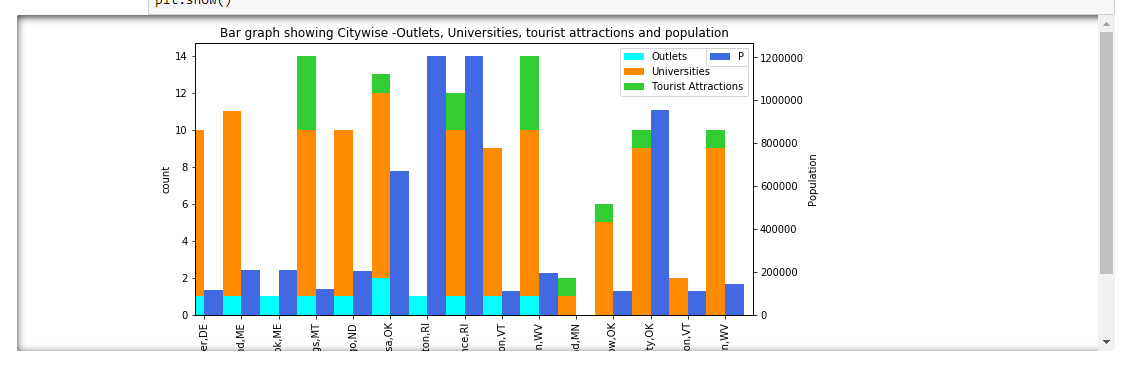 plt.show()
Bar graph showing Citywise -Outlets, Universities, tourist attractions and population
Outlets
Universities
Tourist Attractions
P
14
12
10
8
6
4
2
0
count
1200000
1000000
800000
600000
400000
200000
0
Population
er,DE
nd,ME
ok,ME
gs,MT
go,ND
sa,OK
ton,RI
nce,RI
on,VT
n,WV
nd,MN
ow,OK
ty,OK
on,VT
n,WV